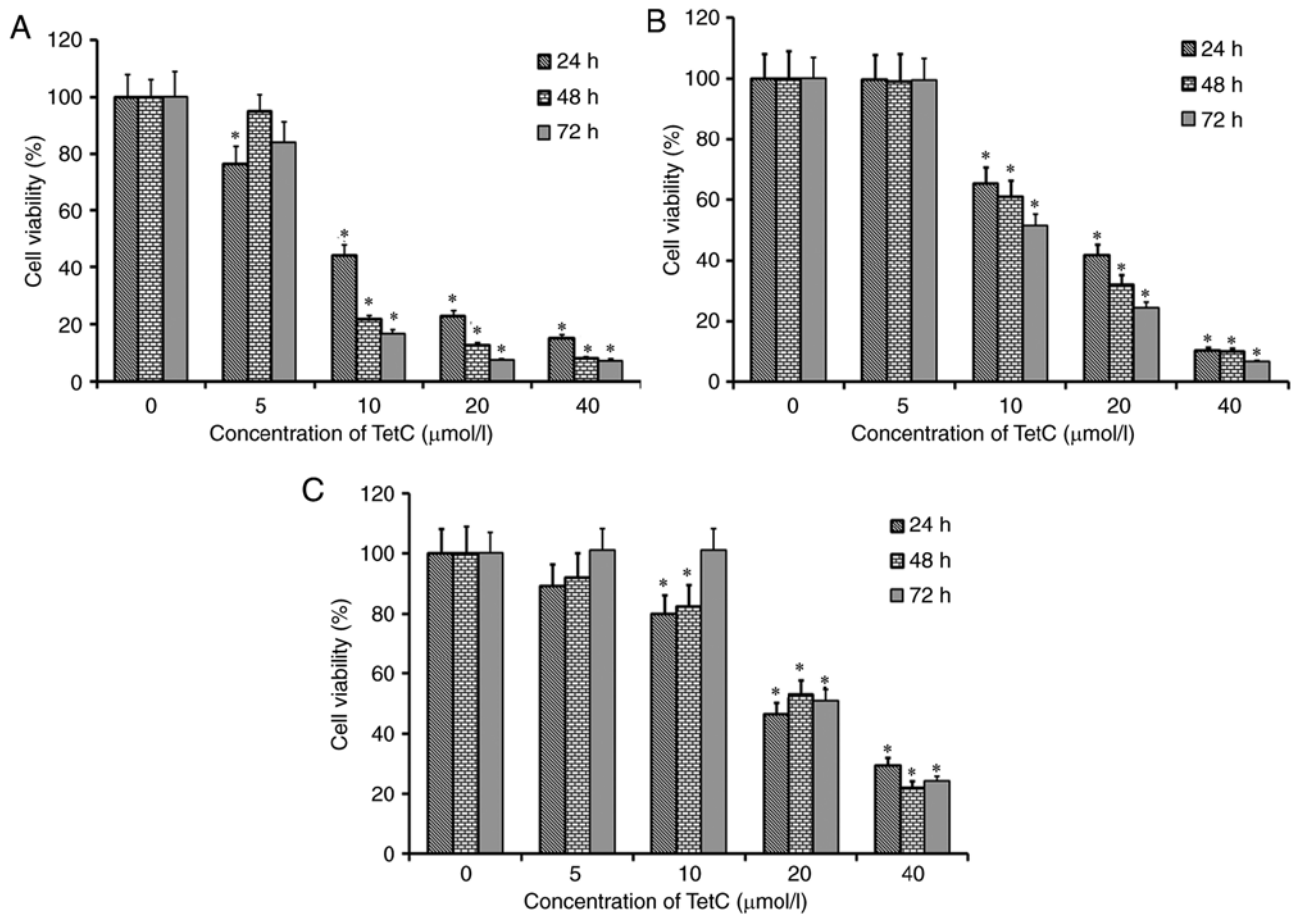 A
Cell viability (%)
120
100
80
60
40
20
0
24 h
48 h
72 h
*
*
*
*
*
*
*
*
*
*
0 5 10 20 40
Concentration of TetC (μmol/l)
B
Cell viability (%)
120
100
80
60
40
20
0
24 h
48 h
72 h
*
*
*
*
*
*
*
*
*
0 5 10 20 40
Concentration of TetC (μmol/l)
C
Cell viability (%)
120
100
80
60
40
20
0
24 h
48 h
72 h
*
*
*
*
*
*
*
*
0 5 10 20 40
Concentration of TetC (μmol/l)